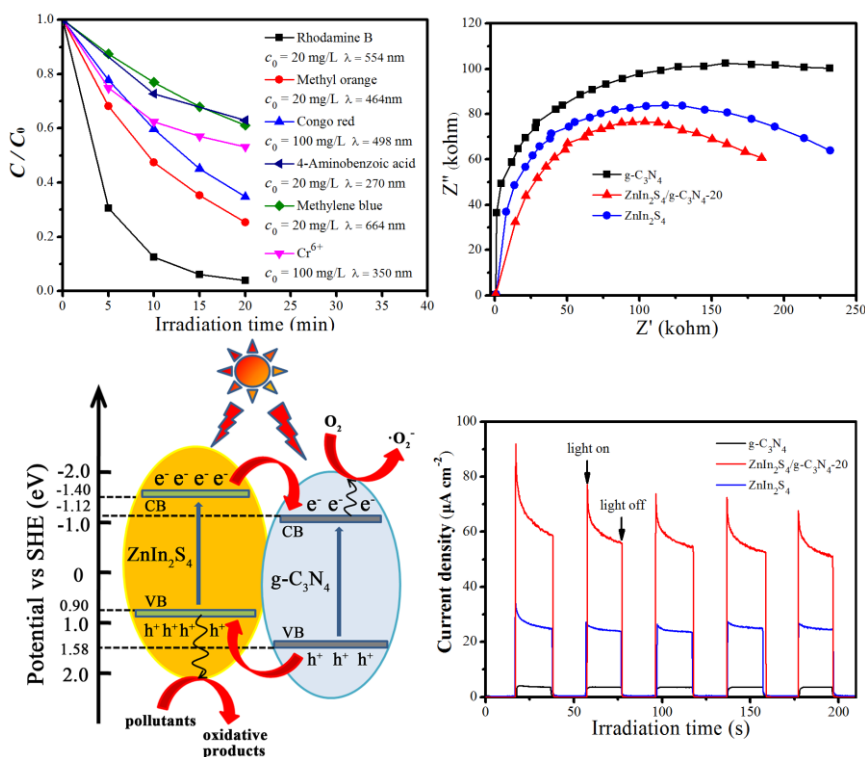 C / C0
1.0
0.8
0.6
0.4
0.2
0.0
0 5 10 15 20 25 30 35 40
Irradiation time (min)
Rhodamine B
c0 = 20 mg/L λ = 554 nm
Methyl orange
c0 = 20 mg/L λ = 464nm
Congo red
c0 = 100 mg/L λ = 498 nm
4-Aminobenzoic acid
c0 = 20 mg/L λ = 270 nm
Methylene blue
c0 = 20 mg/L λ = 664 nm
Cr6+
c0 = 100 mg/L λ = 350 nm
Z'' (kohm)
120
100
80
60
40
20
0
0 50 100 150 200 250
Z' (kohm)
g-C3N4
ZnIn2S4/g-C3N4-20
ZnIn2S4
Potential vs SHE (eV)
-2.0
-1.40
-1.12
-1.0
0
0.90
1.0
1.58
2.0
O2
·O2-
e- e- e- e-
CB
ZnIn2S4
VB
h+ h+ h+ h+
e- e- e-
CB
g-C3N4
VB
h+ h+ h+
pollutants
oxidative
products
Current density (μA cm-2)
100
80
60
40
20
0
0 50 100 150 200
Irradiation time (s)
light on
light off
g-C3N4
ZnIn2S4/g-C3N4-20
ZnIn2S4